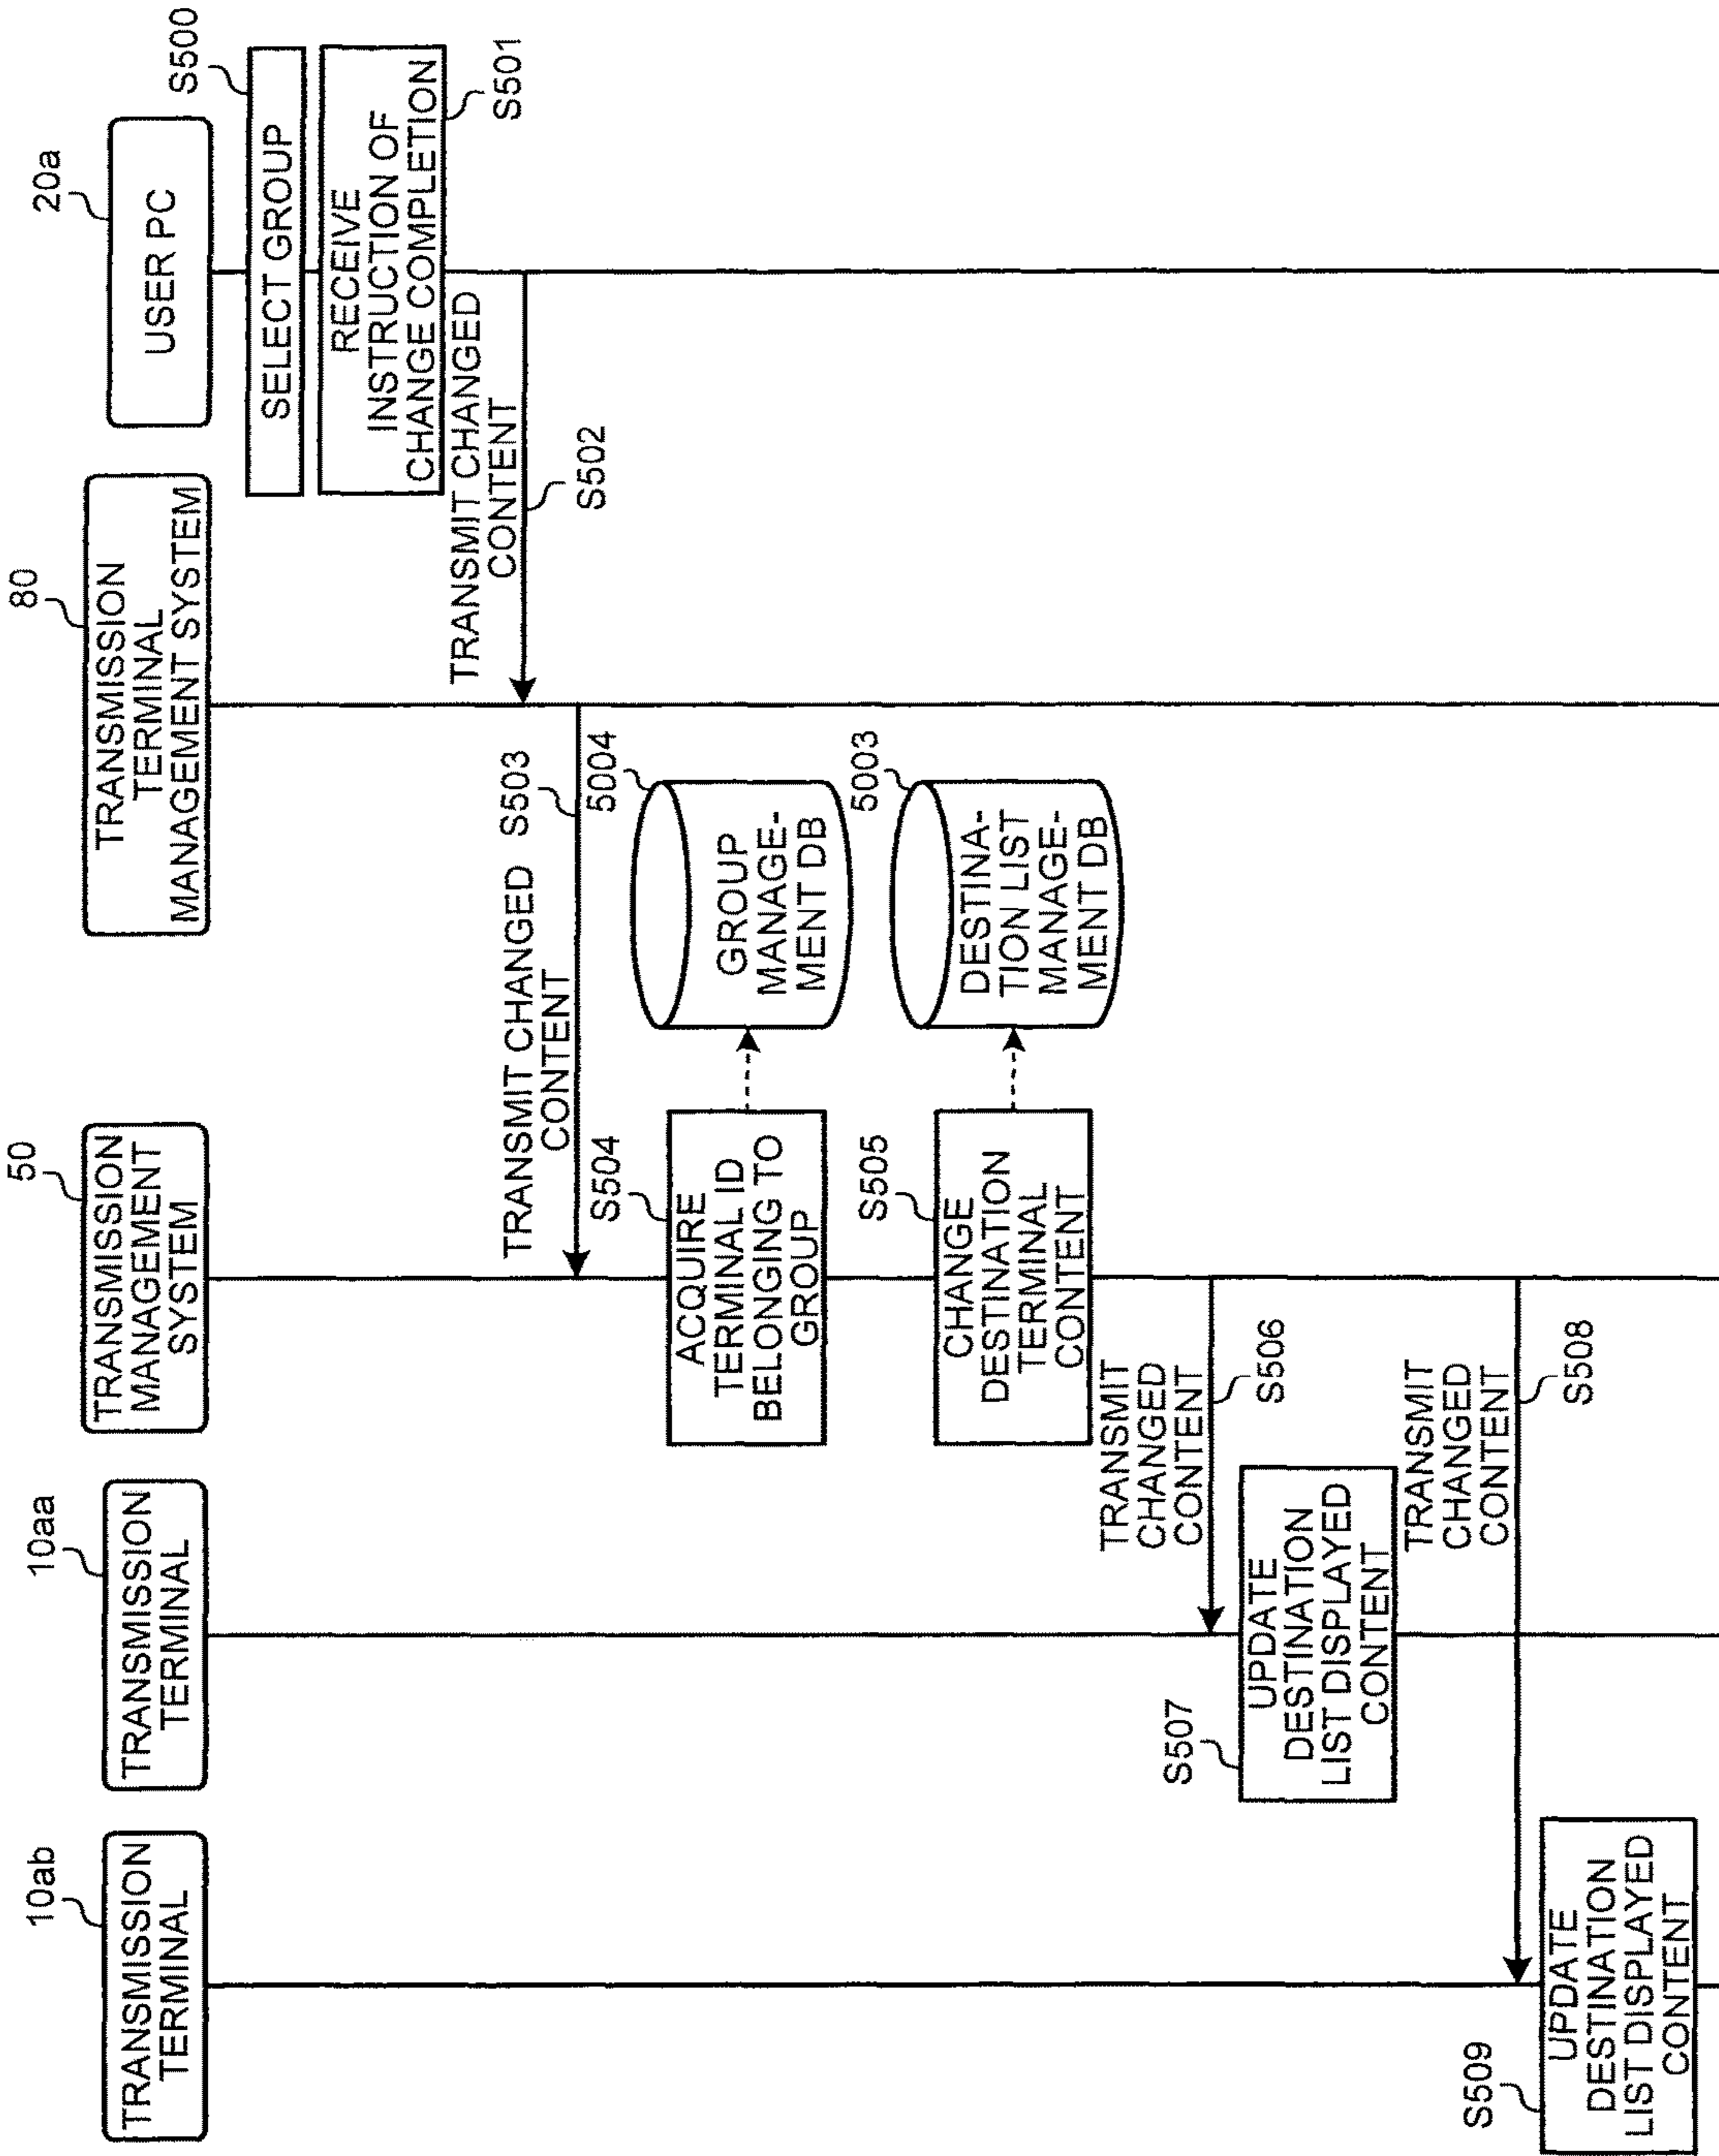 10ab
TRANSMISSION
TERMINAL
10aa
TRANSMISSION
TERMINAL
50
TRANSMISSION
MANAGEMENT
SYSTEM
80
TRANSMISSION
TERMINAL
MANAGEMENT SYSTEM
20a
USER PC
S500
SELECT GROUP
RECEIVE
INSTRUCTION OF
CHANGE COMPLETION
S501
TRANSMIT CHANGED
CONTENT
S502
TRANSMIT CHANGED
CONTENT
S503
S504
ACQUIRE
TERMINAL ID
BELONGING TO
GROUP
5004
GROUP
MANAGE-
MENT DB
S505
CHANGE
DESTINATION
TERMINAL
CONTENT
5003
DESTINA-
TION LIST
MANAGE-
MENT DB
TRANSMIT
CHANGED
CONTENT
S506
S507
UPDATE
DESTINATION
LIST DISPLAYED
CONTENT
TRANSMIT
CHANGED
CONTENT
S508
S509
UPDATE
DESTINATION
LIST DISPLAYED
CONTENT